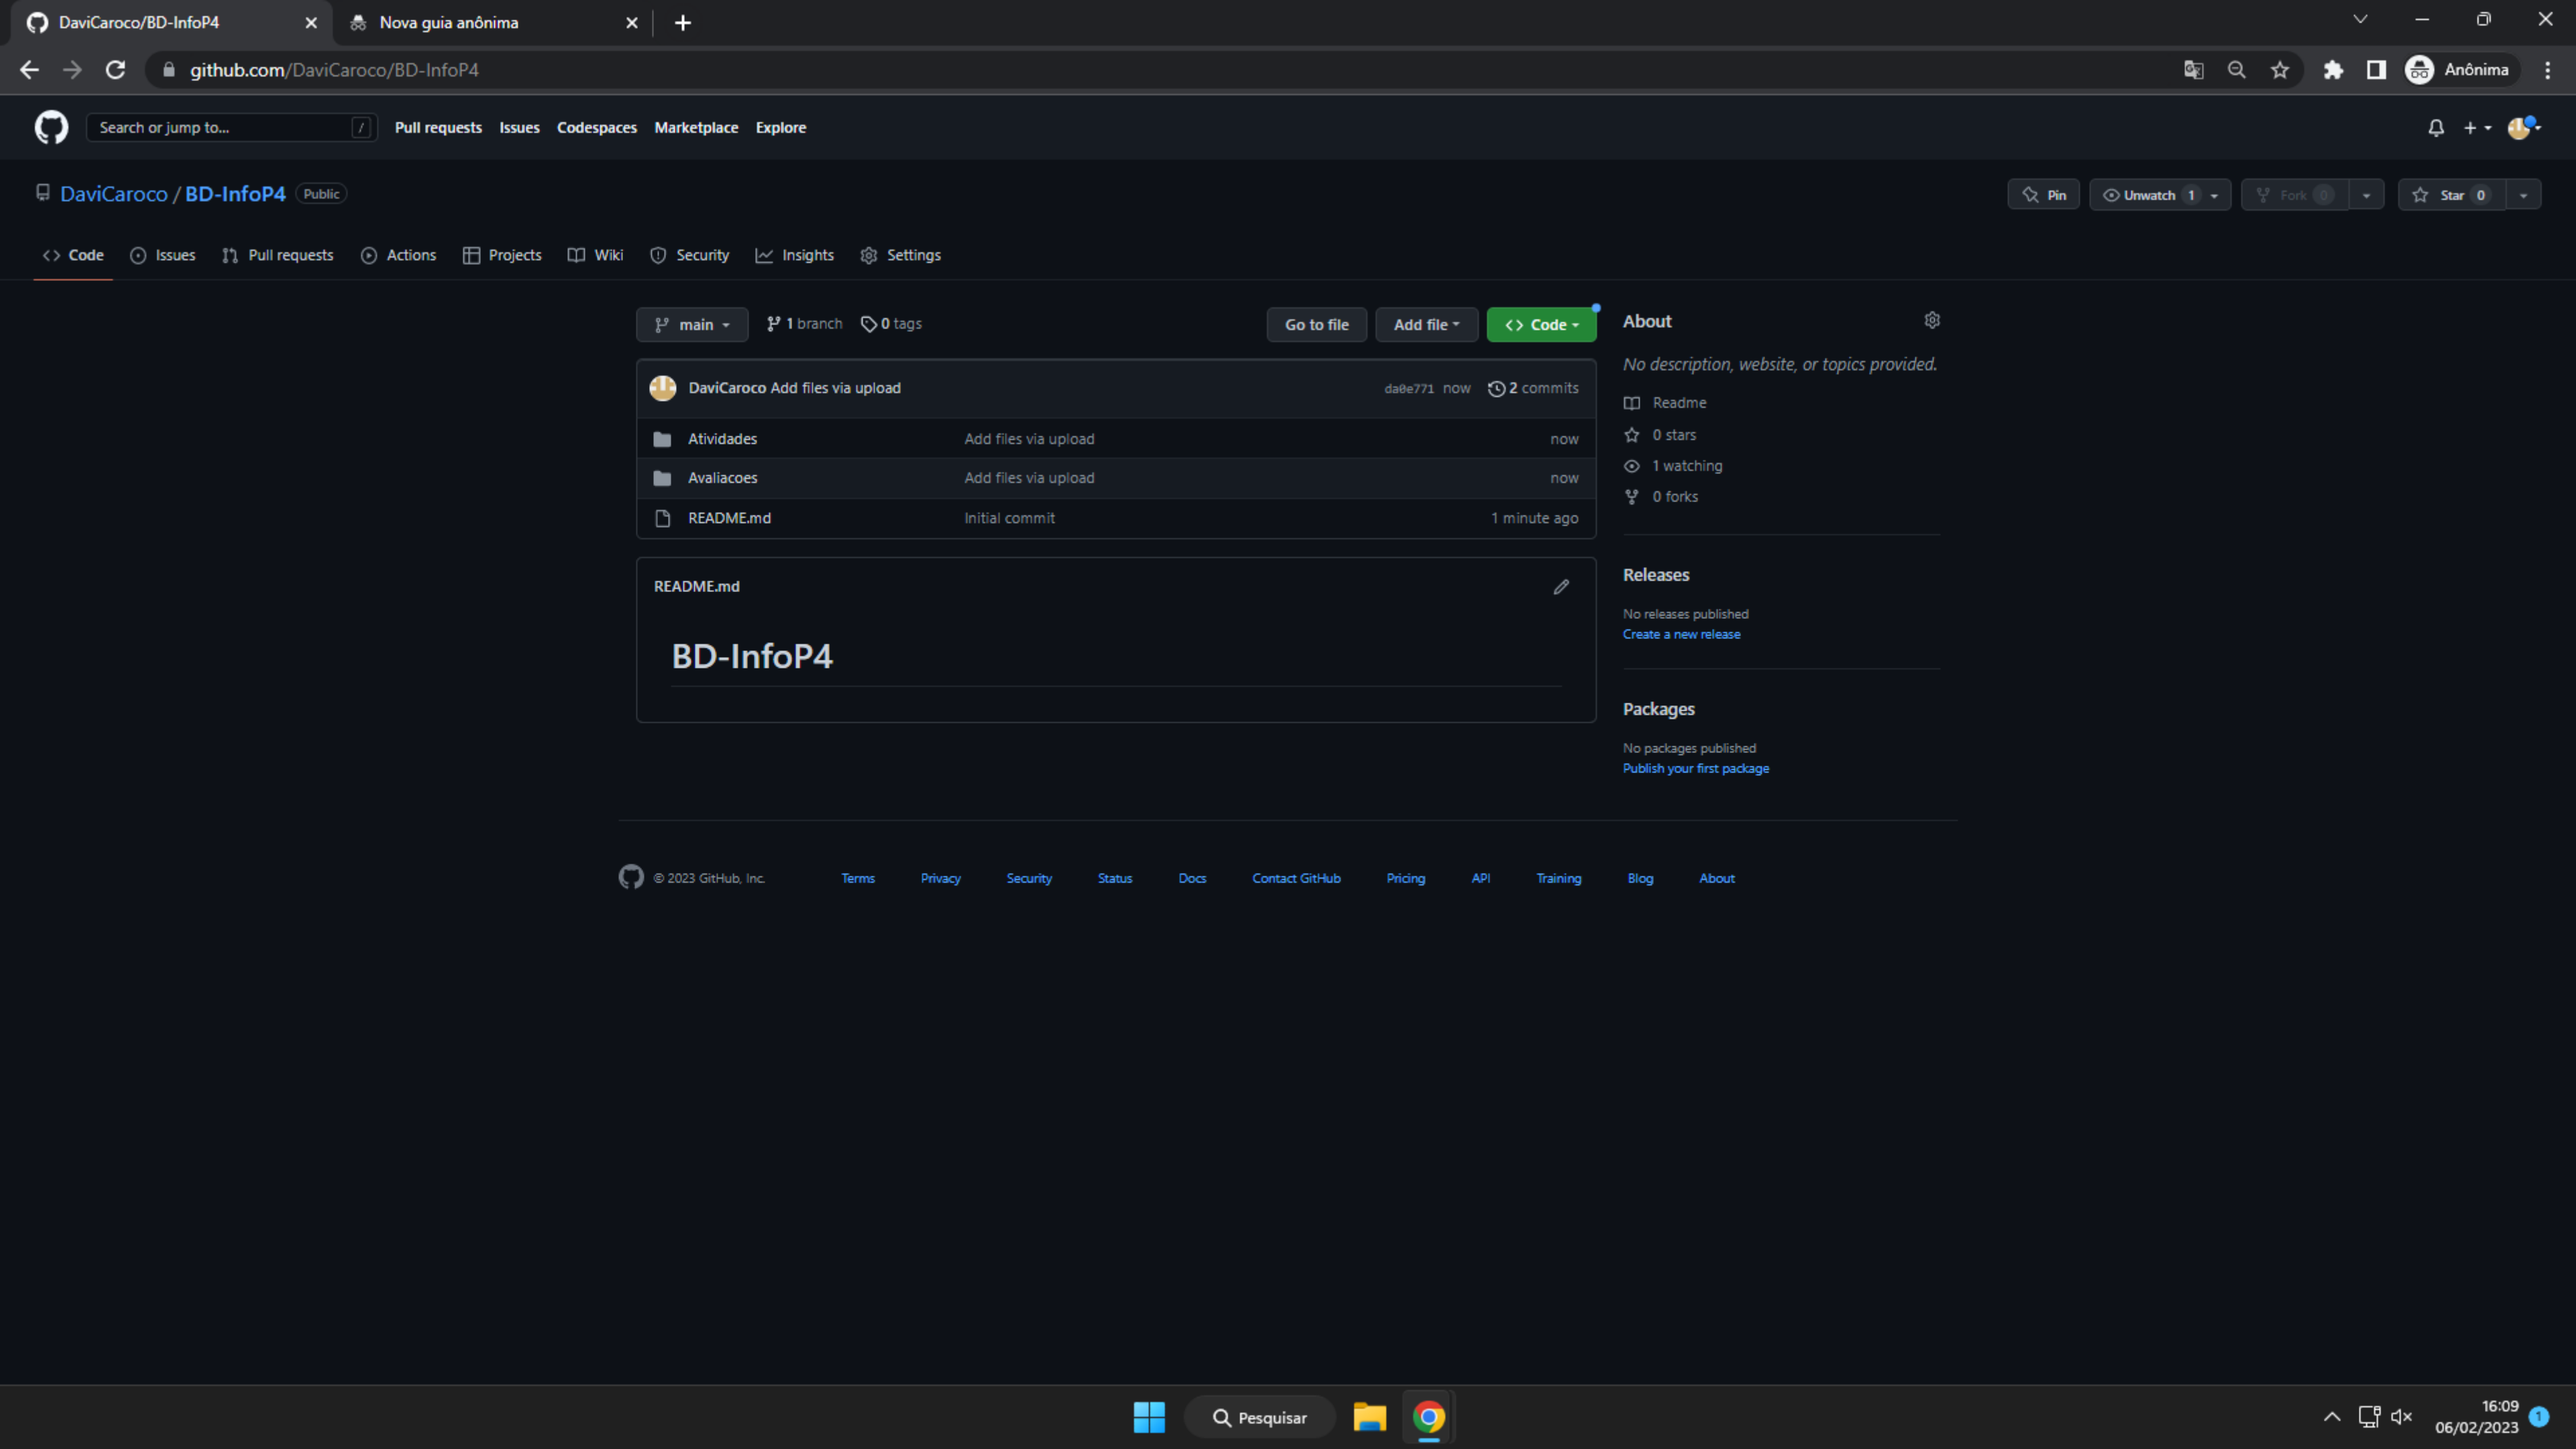 DaviCaroco/BD-InfoP4
Nova guia anônima
github.com/DaviCaroco/BD-InfoP4
Anônima
Search or jump to... /
Pull requests Issues Codespaces Marketplace Explore
DaviCaroco / BD-InfoP4 Public
Pin
Unwatch 1
Fork 0
Star 0
Code Issues Pull requests Actions Projects Wiki Security Insights Settings
main 1 branch 0 tags
Go to file Add file Code
DaviCaroco Add files via upload da0e771 now 2 commits
Atividades Add files via upload now
Avaliacoes Add files via upload now
README.md Initial commit 1 minute ago
README.md
BD-InfoP4
About
No description, website, or topics provided.
Readme
0 stars
1 watching
0 forks
Releases
No releases published
Create a new release
Packages
No packages published
Publish your first package
© 2023 GitHub, Inc. Terms Privacy Security Status Docs Contact GitHub Pricing API Training Blog About
Pesquisar
16:09
06/02/2023
1